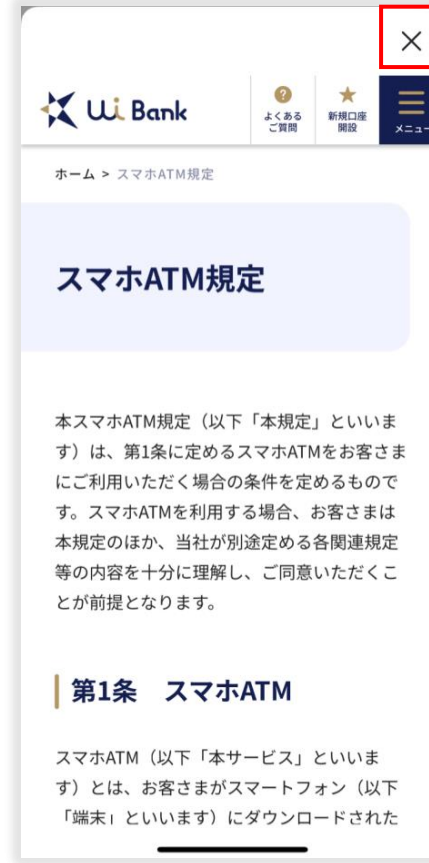 ×
Ui Bank
よくある
ご質問
新規口座
開設
メニュー
ホーム > スマホATM規定
スマホATM規定
本スマホATM規定（以下「本規定」といいま
す）は、第1条に定めるスマホATMをお客さま
にご利用いただく場合の条件を定めるもので
す。スマホATMを利用する場合、お客さまは
本規定のほか、当社が別途定める各関連規定
等の内容を十分に理解し、ご同意いただくこ
とが前提となります。
第1条　スマホATM
スマホATM（以下「本サービス」といいま
す）とは、お客さまがスマートフォン（以下
「端末」といいます）にダウンロードされた